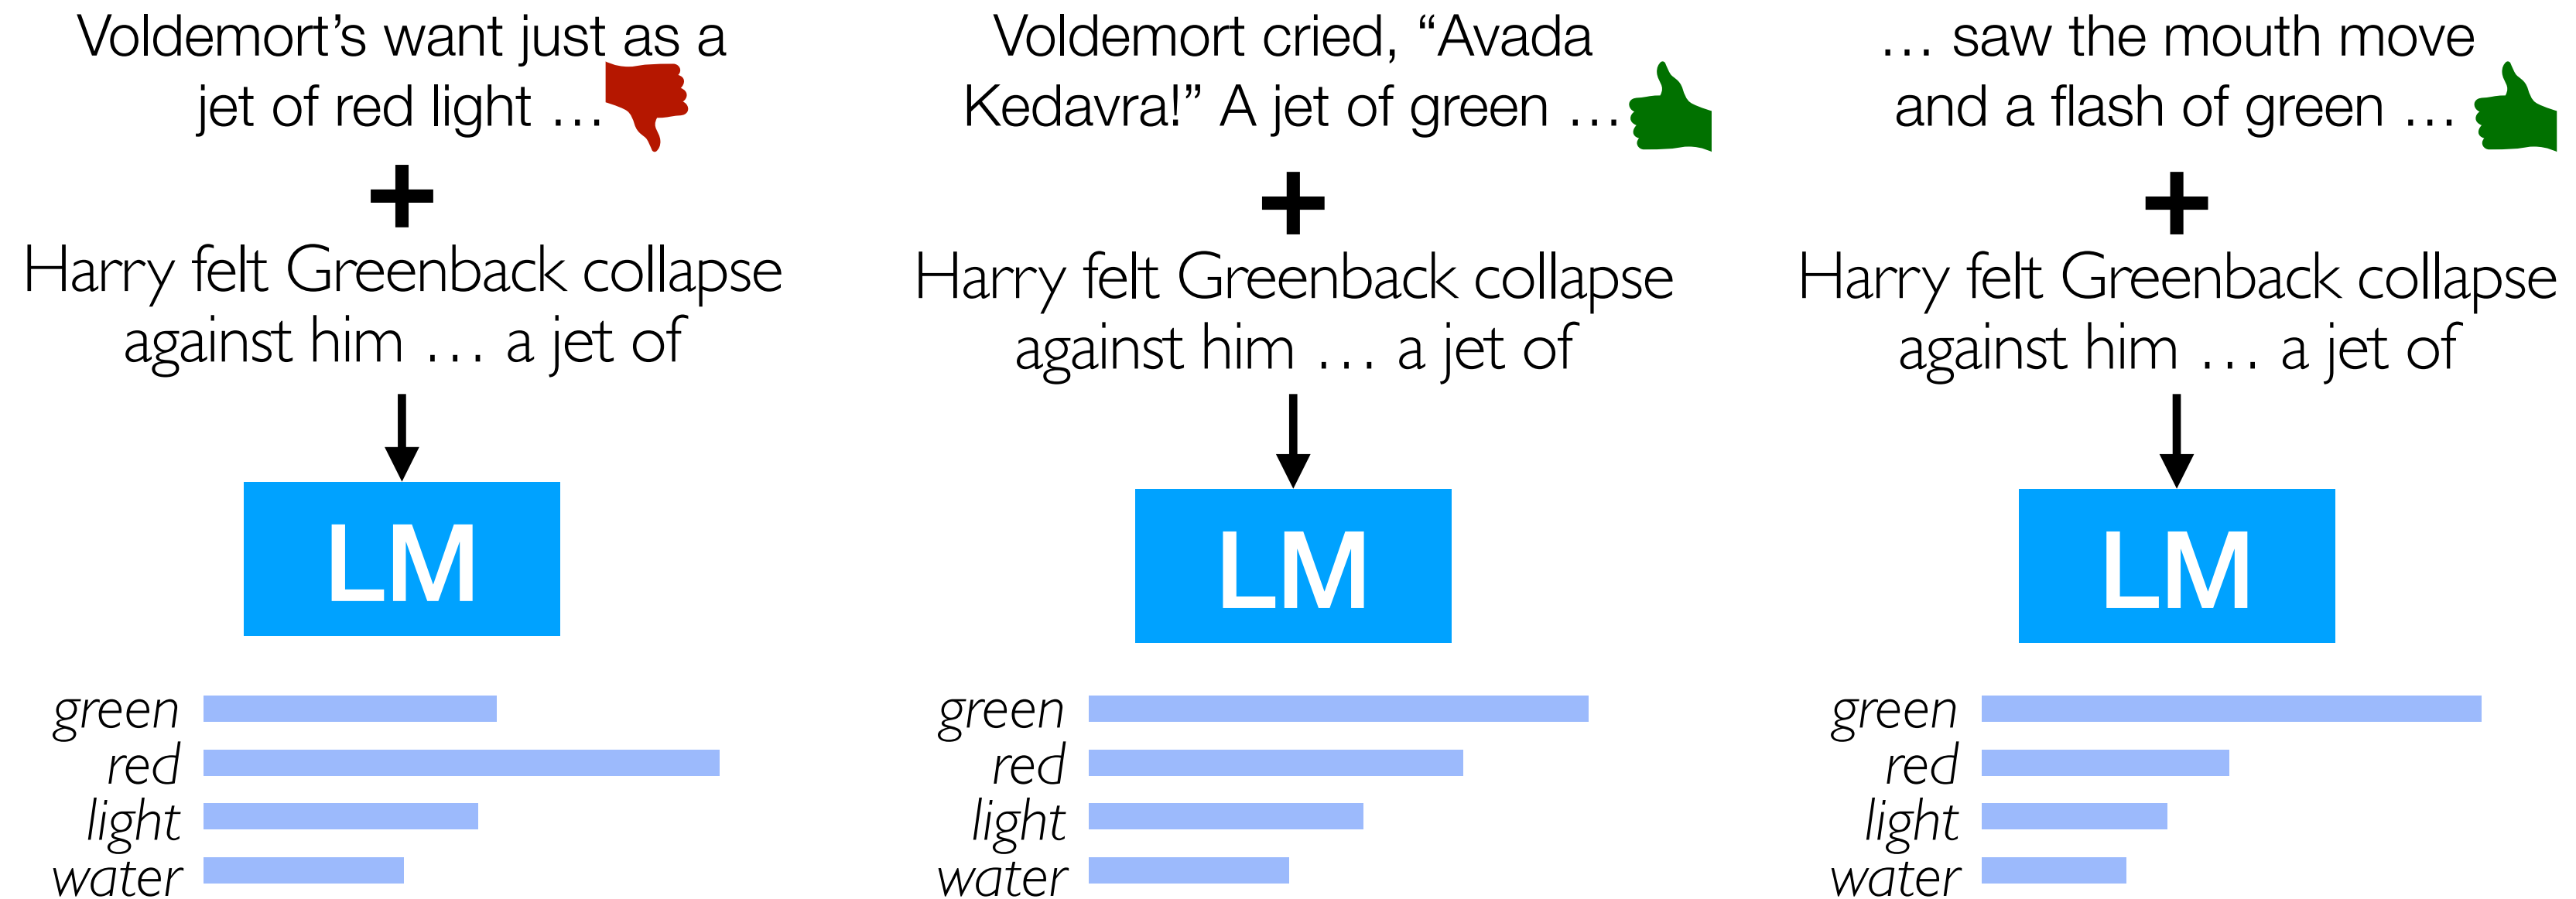 Voldemort's want just as a
jet of red light …
+
Harry felt Greenback collapse
against him … a jet of
LM
green
red
light
water
Voldemort cried, “Avada
Kedavra!” A jet of green …
+
Harry felt Greenback collapse
against him … a jet of
LM
green
red
light
water
… saw the mouth move
and a flash of green …
+
Harry felt Greenback collapse
against him … a jet of
LM
green
red
light
water